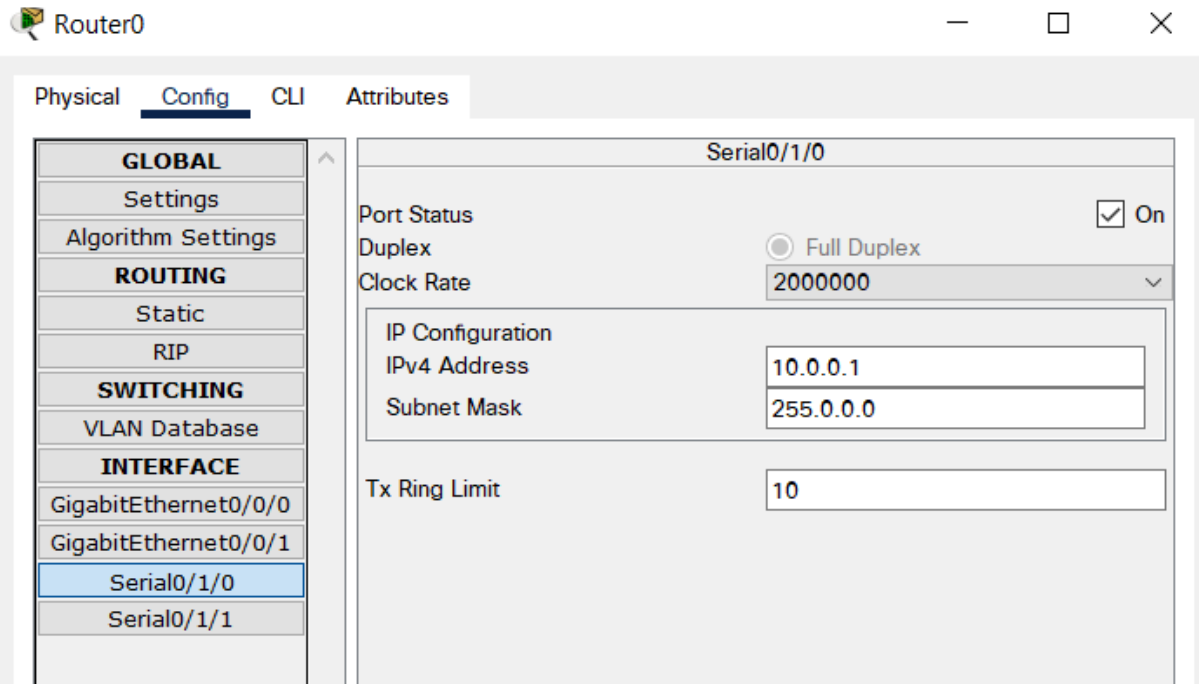 Router0
Physical Config CLI Attributes
GLOBAL
Settings
Algorithm Settings
ROUTING
Static
RIP
SWITCHING
VLAN Database
INTERFACE
GigabitEthernet0/0/0
GigabitEthernet0/0/1
Serial0/1/0
Serial0/1/1
Serial0/1/0
Port Status On
Duplex Full Duplex
Clock Rate 2000000
IP Configuration
IPv4 Address 10.0.0.1
Subnet Mask 255.0.0.0
Tx Ring Limit 10